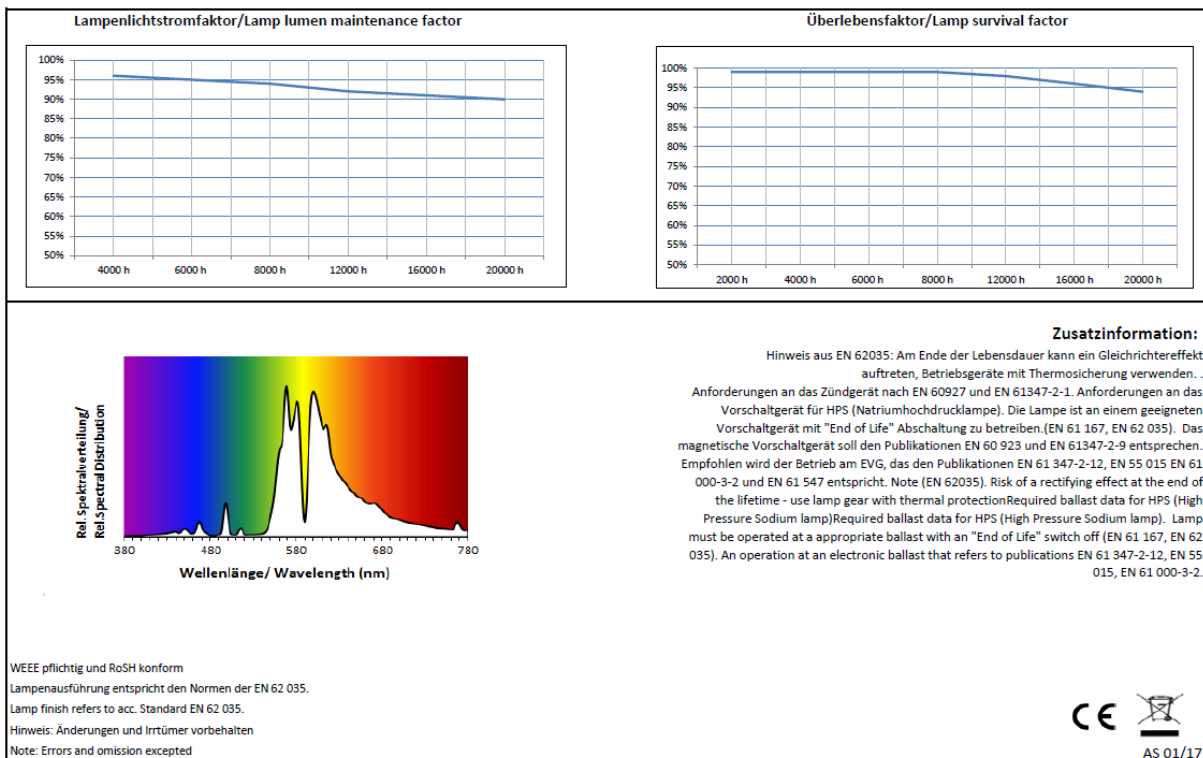 Lampenlichtstromfaktor/Lamp lumen maintenance factor
100%
95%
90%
85%
80%
75%
70%
65%
60%
55%
50%
4000 h 6000 h 8000 h 12000 h 16000 h 20000 h
Überlebensfaktor/Lamp survival factor
100%
95%
90%
85%
80%
75%
70%
65%
60%
55%
50%
2000 h 4000 h 6000 h 8000 h 12000 h 16000 h 20000 h
Rel. Spektralverteilung/
Rel.Spectral Distribution
380 480 580 680 780
Wellenlänge/ Wavelength (nm)
Zusatzinformation:
Hinweis aus EN 62035: Am Ende der Lebensdauer kann ein Gleichrichtereffekt
auftreten, Betriebsgeräte mit Thermosicherung verwenden. .
Anforderungen an das Zündgerät nach EN 60927 und EN 61347-2-1. Anforderungen an das
Vorschaltgerät für HPS (Natriumhochdrucklampe). Die Lampe ist an einem geeigneten
Vorschaltgerät mit "End of Life" Abschaltung zu betreiben.(EN 61 167, EN 62 035). Das
magnetische Vorschaltgerät soll den Publikationen EN 60 923 und EN 61347-2-9 entsprechen.
Empfohlen wird der Betrieb am EVG, das den Publikationen EN 61 347-2-12, EN 55 015 EN 61
000-3-2 und EN 61 547 entspricht. Note (EN 62035). Risk of a rectifying effect at the end of
the lifetime - use lamp gear with thermal protectionRequired ballast data for HPS (High
Pressure Sodium lamp)Required ballast data for HPS (High Pressure Sodium lamp). Lamp
must be operated at a appropriate ballast with an "End of Life" switch off (EN 61 167, EN 62
035). An operation at an electronic ballast that refers to publications EN 61 347-2-12, EN 55
015, EN 61 000-3-2.
WEEE pflichtig und RoSH konform
Lampenausführung entspricht den Normen der EN 62 035.
Lamp finish refers to acc. Standard EN 62 035.
Hinweis: Änderungen und Irrtümer vorbehalten
Note: Errors and omission excepted
CE
AS 01/17